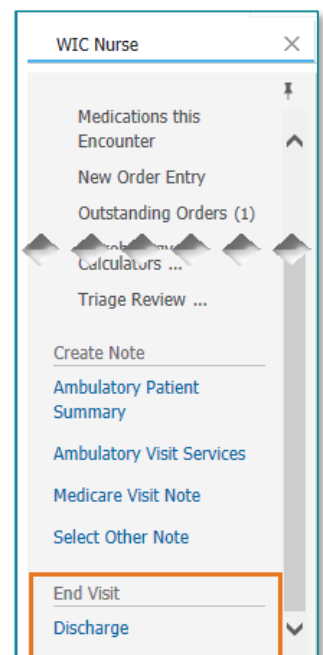 WIC Nurse
Medications this
Encounter
New Order Entry
Outstanding Orders (1)
Calculators ...
Triage Review ...
Create Note
Ambulatory Patient
Summary
Ambulatory Visit Services
Medicare Visit Note
Select Other Note
End Visit
Discharge